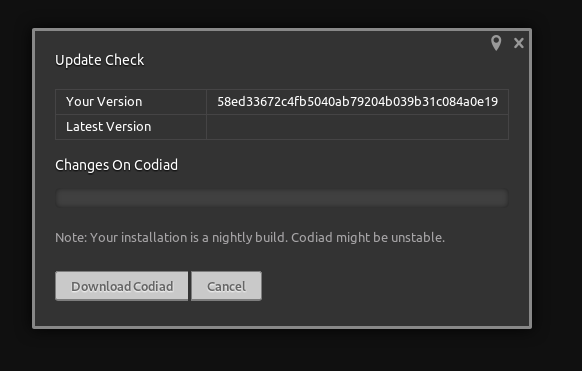 Update Check
Your Version 58ed33672c4fb5040ab79204b039b31c084a0e19
Latest Version
Changes On Codiad
Note: Your installation is a nightly build. Codiad might be unstable.
Download Codiad Cancel